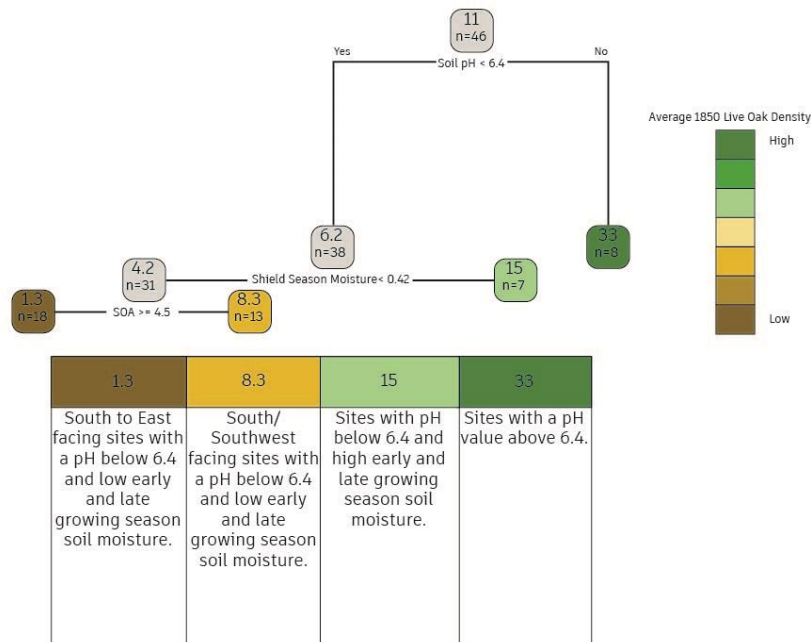 11
n=46
Yes
No
Soil pH < 6.4
Average 1850 Live Oak Density
High
Low
6.2
n=38
33
n=8
4.2
n=31
Shield Season Moisture< 0.42
15
n=7
1.3
n=18
SOA >= 4.5
8.3
n=13
1.3
South to East
facing sites with
a pH below 6.4
and low early
and late
growing season
soil moisture.
8.3
South/
Southwest
facing sites with
a pH below 6.4
and low early
and late
growing season
soil moisture.
15
Sites with pH
below 6.4 and
high early and
late growing
season soil
moisture.
33
Sites with a pH
value above 6.4.